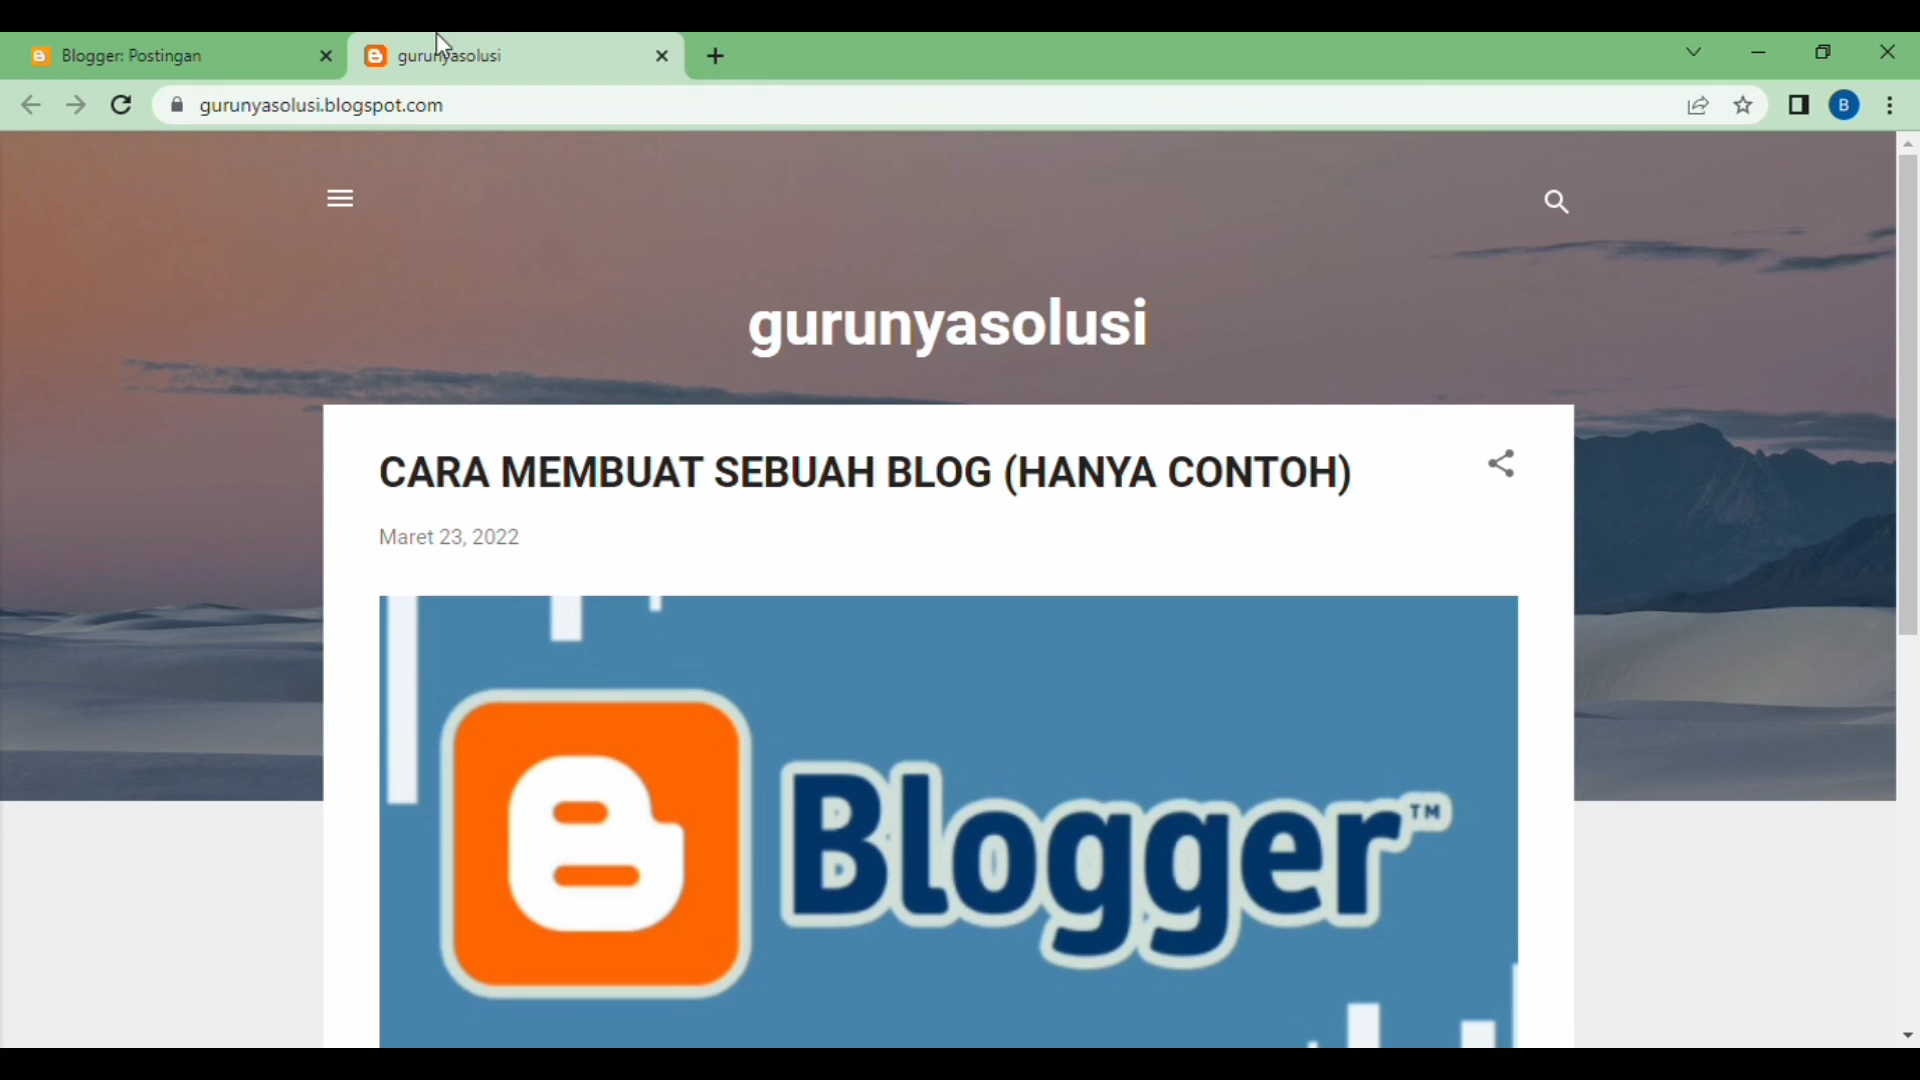 Blogger: Postingan
gurunyasolusi
gurunyasolusi.blogspot.com
B
gurunyasolusi
CARA MEMBUAT SEBUAH BLOG (HANYA CONTOH)
Maret 23, 2022
Blogger™